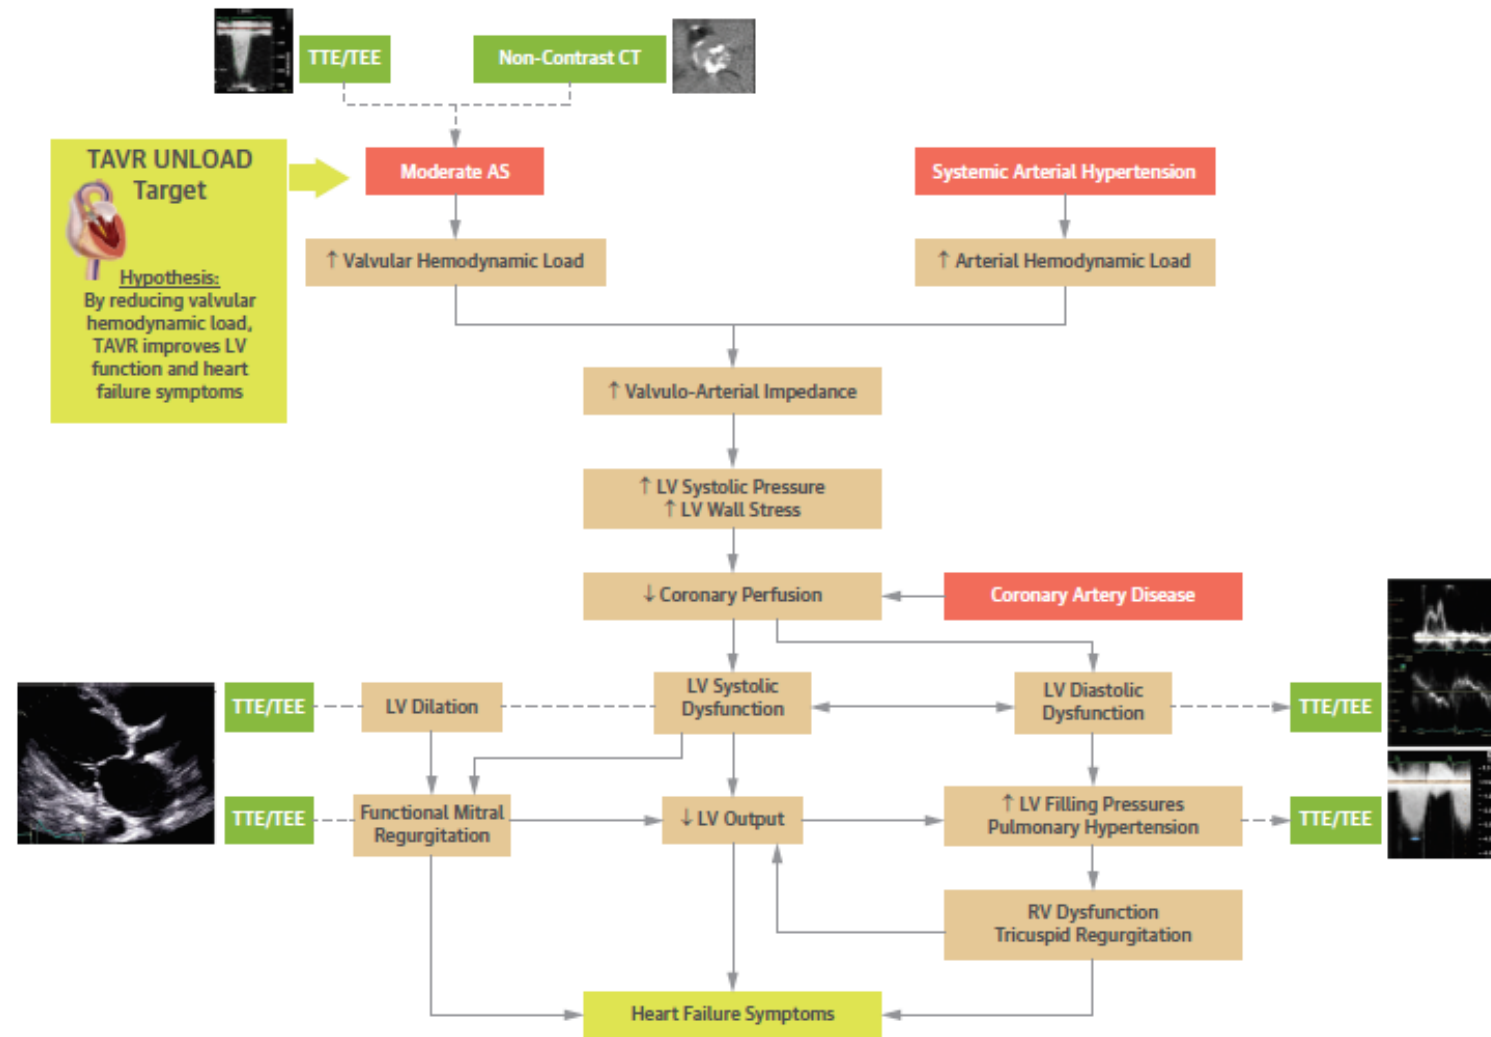 TTE/TEE
Non-Contrast CT
TAVR UNLOAD
Target
Hypothesis:
By reducing valvular
hemodynamic load,
TAVR improves LV
function and heart
failure symptoms
Moderate AS
Systemic Arterial Hypertension
↑ Valvular Hemodynamic Load
↑ Arterial Hemodynamic Load
↑ Valvulo-Arterial Impedance
↑ LV Systolic Pressure
↑ LV Wall Stress
↓ Coronary Perfusion
Coronary Artery Disease
TTE/TEE
LV Dilation
LV Systolic
Dysfunction
LV Diastolic
Dysfunction
TTE/TEE
TTE/TEE
Functional Mitral
Regurgitation
↓ LV Output
↑ LV Filling Pressures
Pulmonary Hypertension
TTE/TEE
RV Dysfunction
Tricuspid Regurgitation
Heart Failure Symptoms